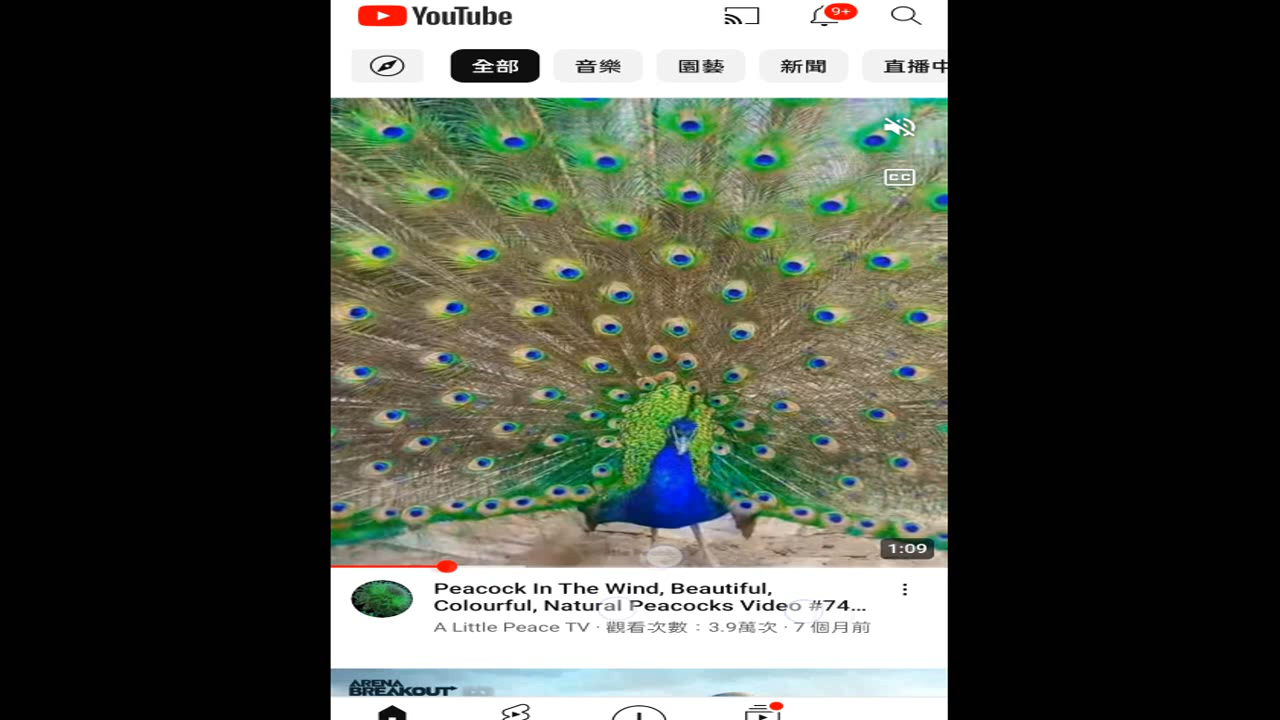 YouTube
9+
全部 音樂 園藝 新聞 直播中
CC
1:09
Peacock In The Wind, Beautiful,
Colourful, Natural Peacocks Video #74...
A Little Peace TV · 觀看次數：3.9萬次 · 7 個月前
ARENA
BREAKOUT